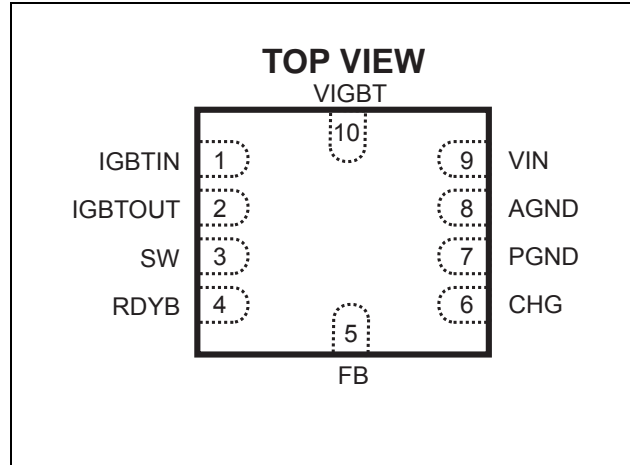 TOP VIEW
VIGBT
10
IGBTIN 1 9 VIN
IGBTOUT 2 8 AGND
SW 3 7 PGND
RDYB 4 6 CHG
5
FB